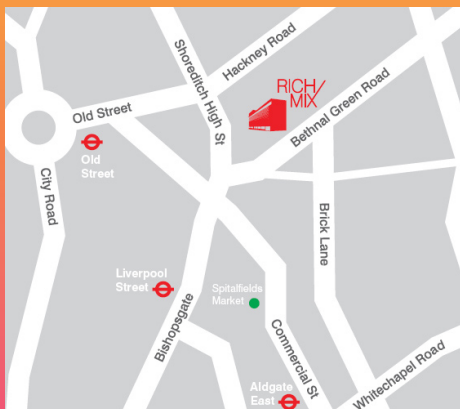 Hackney Road
Shoreditch High St
RICH/
MIX
Old Street
Bethnal Green Road
Old
Street
City Road
Brick Lane
Liverpool
Street
Spitalfields
Market
Bishopsgate
Commercial St
Whitechapel Road
Aldgate
East